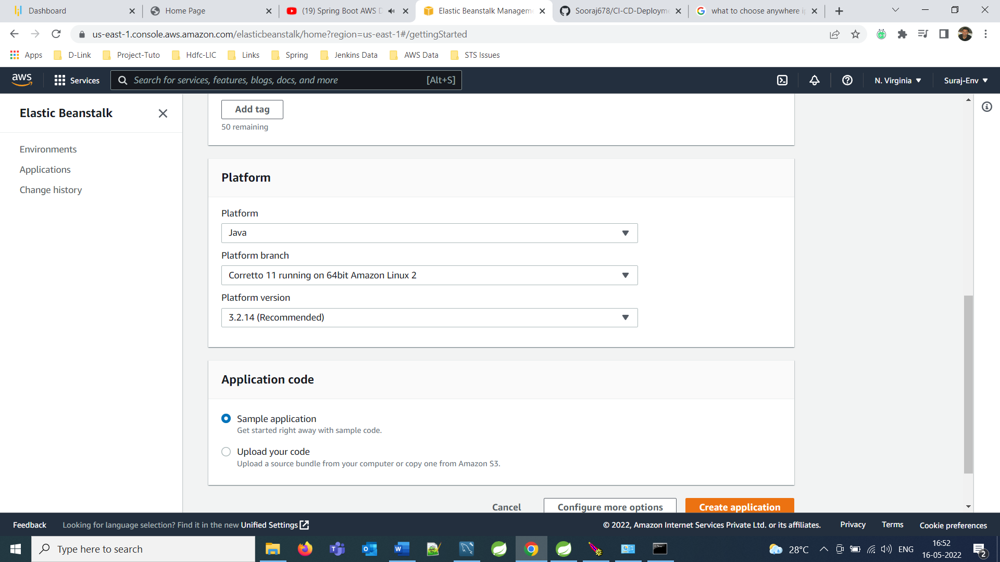 Dashboard
Home Page
(19) Spring Boot AWS D
Elastic Beanstalk Manageme
Sooraj678/CI-CD-Deployme
what to choose anywhere ip
us-east-1.console.aws.amazon.com/elasticbeanstalk/home?region=us-east-1#/gettingStarted
Apps
D-Link
Project-Tuto
Hdfc-LIC
Links
Spring
Jenkins Data
AWS Data
STS Issues
aws
Services
Search for services, features, blogs, docs, and more
[Alt+S]
N. Virginia
Suraj-Env
Elastic Beanstalk
Environments
Applications
Change history
Add tag
50 remaining
Platform
Platform
Java
Platform branch
Corretto 11 running on 64bit Amazon Linux 2
Platform version
3.2.14 (Recommended)
Application code
Sample application
Get started right away with sample code.
Upload your code
Upload a source bundle from your computer or copy one from Amazon S3.
Cancel
Configure more options
Create application
Feedback
Looking for language selection? Find it in the new Unified Settings
© 2022, Amazon Internet Services Private Ltd. or its affiliates.
Privacy
Terms
Cookie preferences
Type here to search
28°C
ENG
16:52
16-05-2022
2